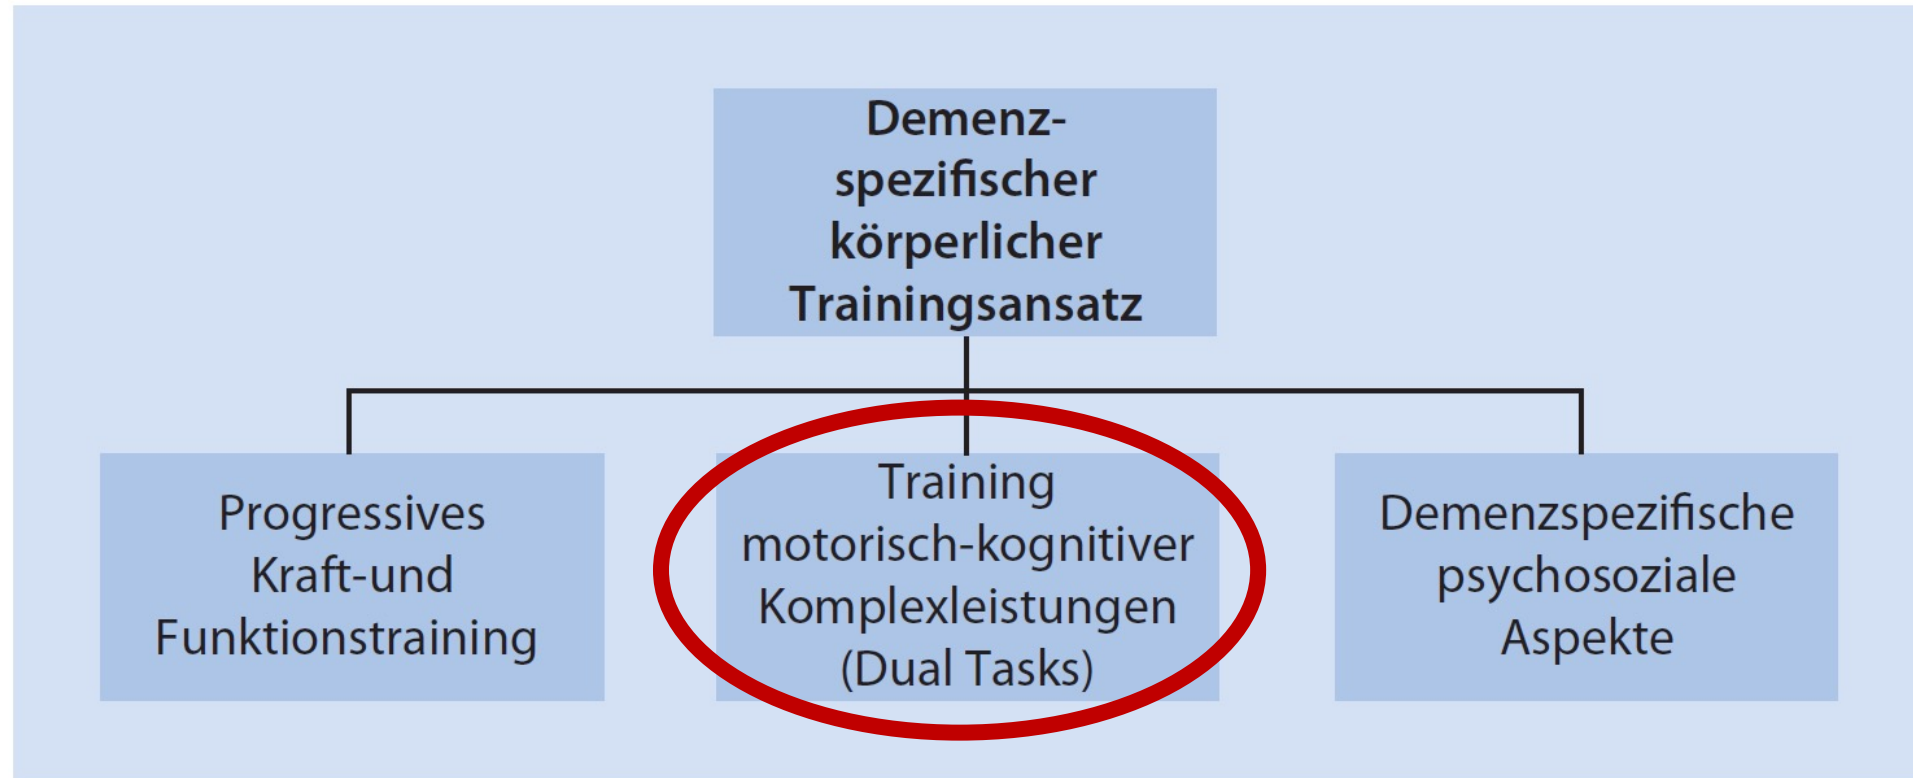 Demenz-
spezifischer
körperlicher
Trainingsansatz
Progressives
Kraft-und
Funktionstraining
Training
motorisch-kognitiver
Komplexleistungen
(Dual Tasks)
Demenzspezifische
psychosoziale
Aspekte